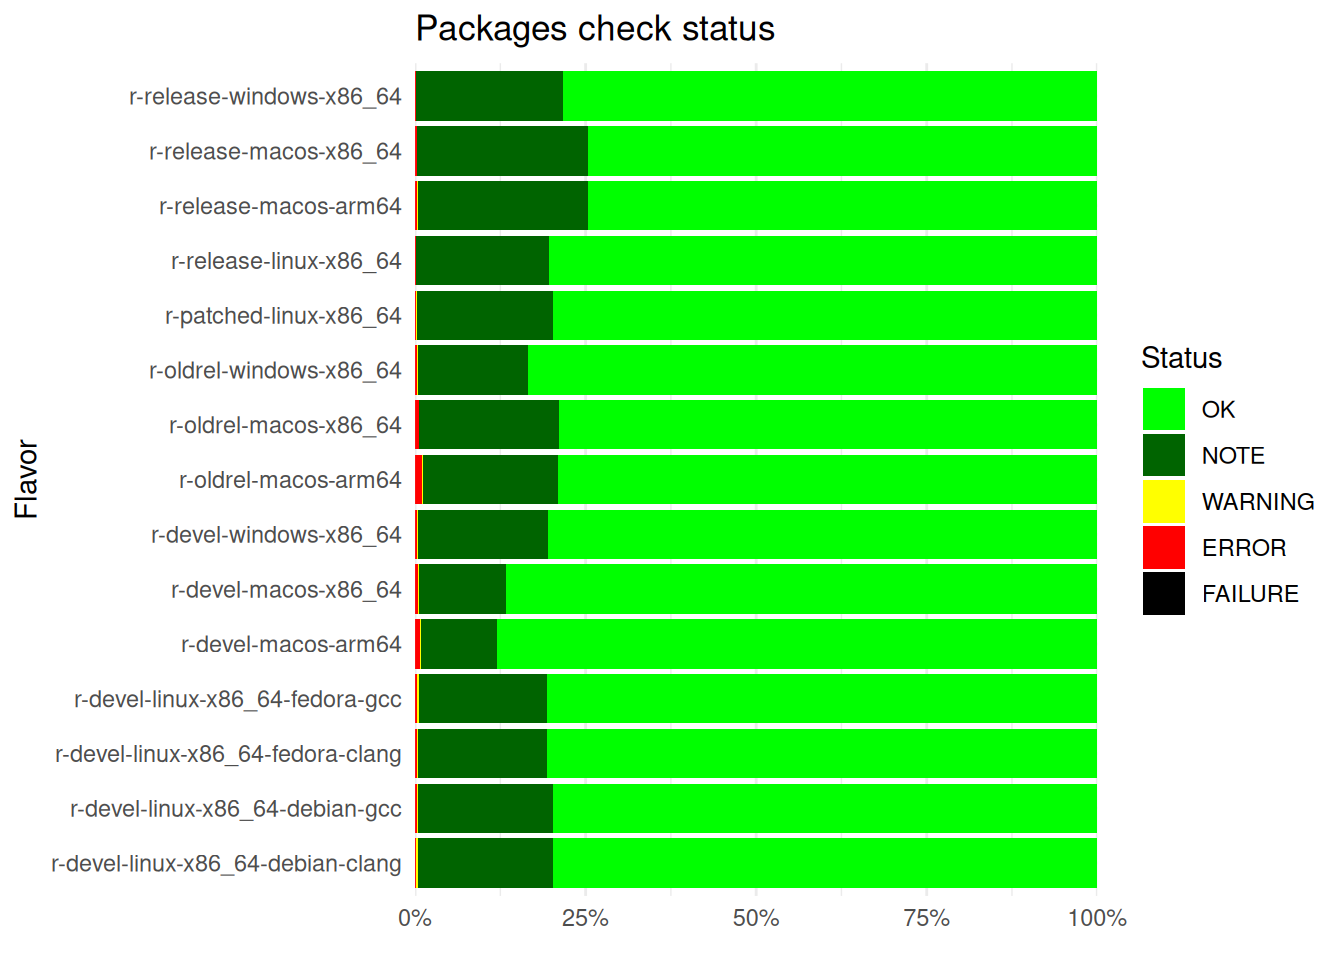 Packages check status
Flavor
r-release-windows-x86_64
r-release-macos-x86_64
r-release-macos-arm64
r-release-linux-x86_64
r-patched-linux-x86_64
r-oldrel-windows-x86_64
r-oldrel-macos-x86_64
r-oldrel-macos-arm64
r-devel-windows-x86_64
r-devel-macos-x86_64
r-devel-macos-arm64
r-devel-linux-x86_64-fedora-gcc
r-devel-linux-x86_64-fedora-clang
r-devel-linux-x86_64-debian-gcc
r-devel-linux-x86_64-debian-clang
0% 25% 50% 75% 100%
Status
OK
NOTE
WARNING
ERROR
FAILURE